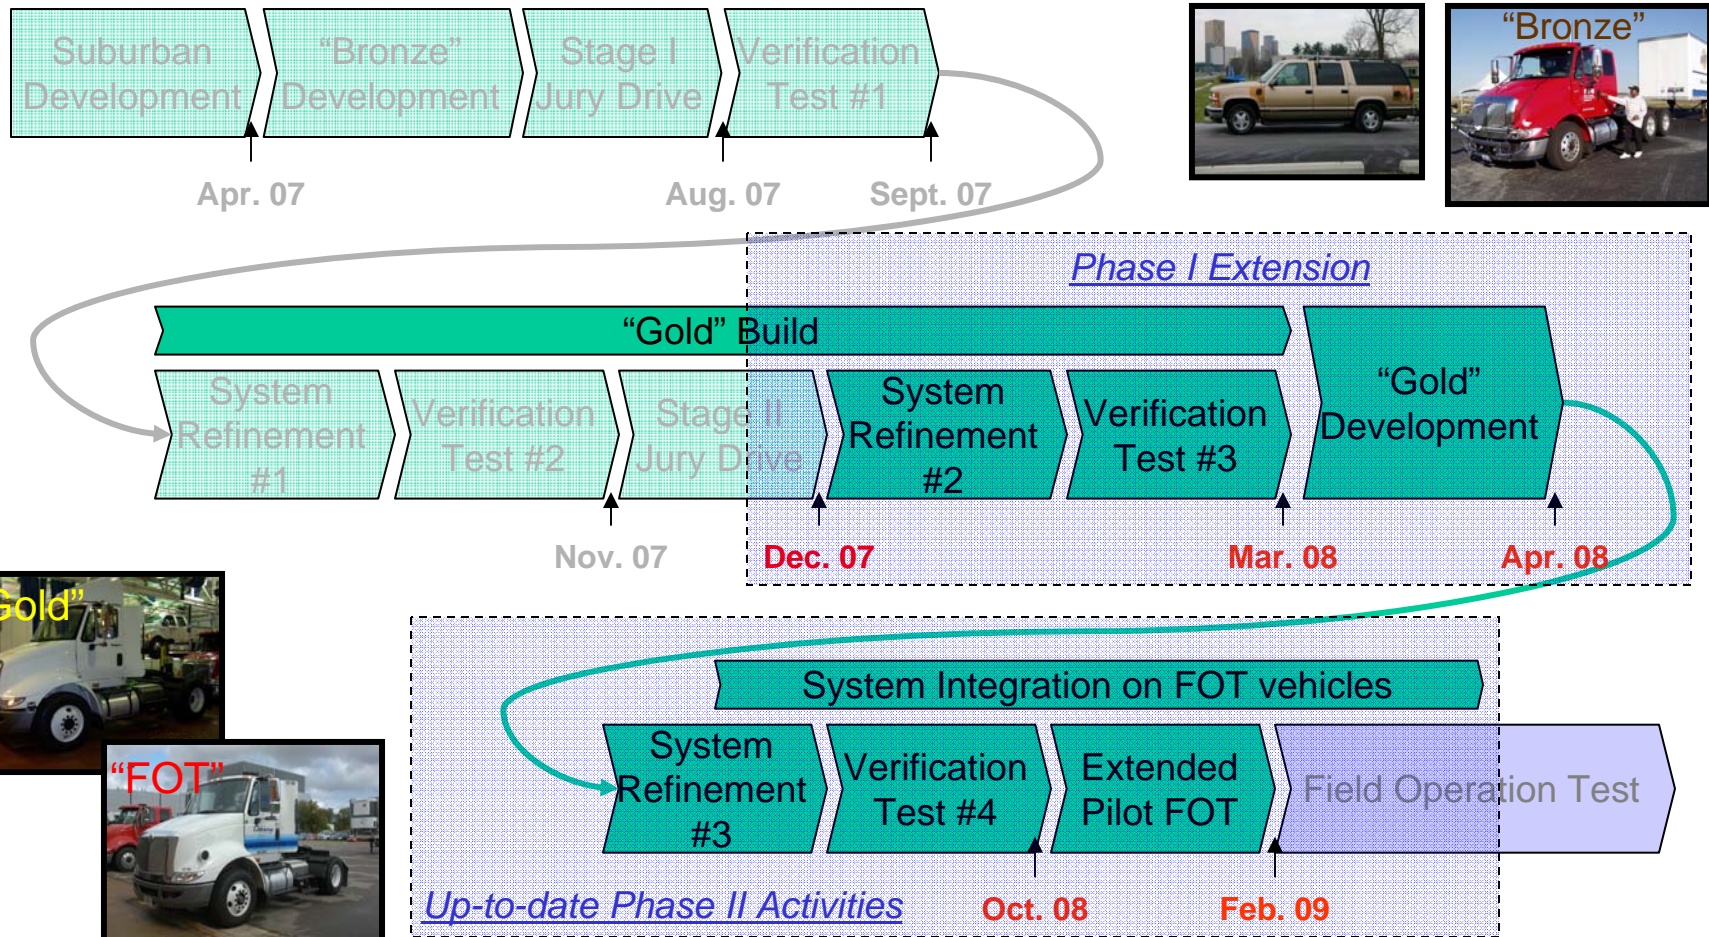 Suburban
Development
“Bronze”
Development
Stage I
Jury Drive
Verification
Test #1
“Bronze”
Apr. 07
Aug. 07
Sept. 07
Phase I Extension
“Gold” Build
System
Refinement
#1
Verification
Test #2
Stage II
Jury Drive
System
Refinement
#2
Verification
Test #3
“Gold”
Development
Nov. 07
Dec. 07
Mar. 08
Apr. 08
Gold”
“FOT”
System Integration on FOT vehicles
System
Refinement
#3
Verification
Test #4
Extended
Pilot FOT
Field Operation Test
Up-to-date Phase II Activities
Oct. 08
Feb. 09